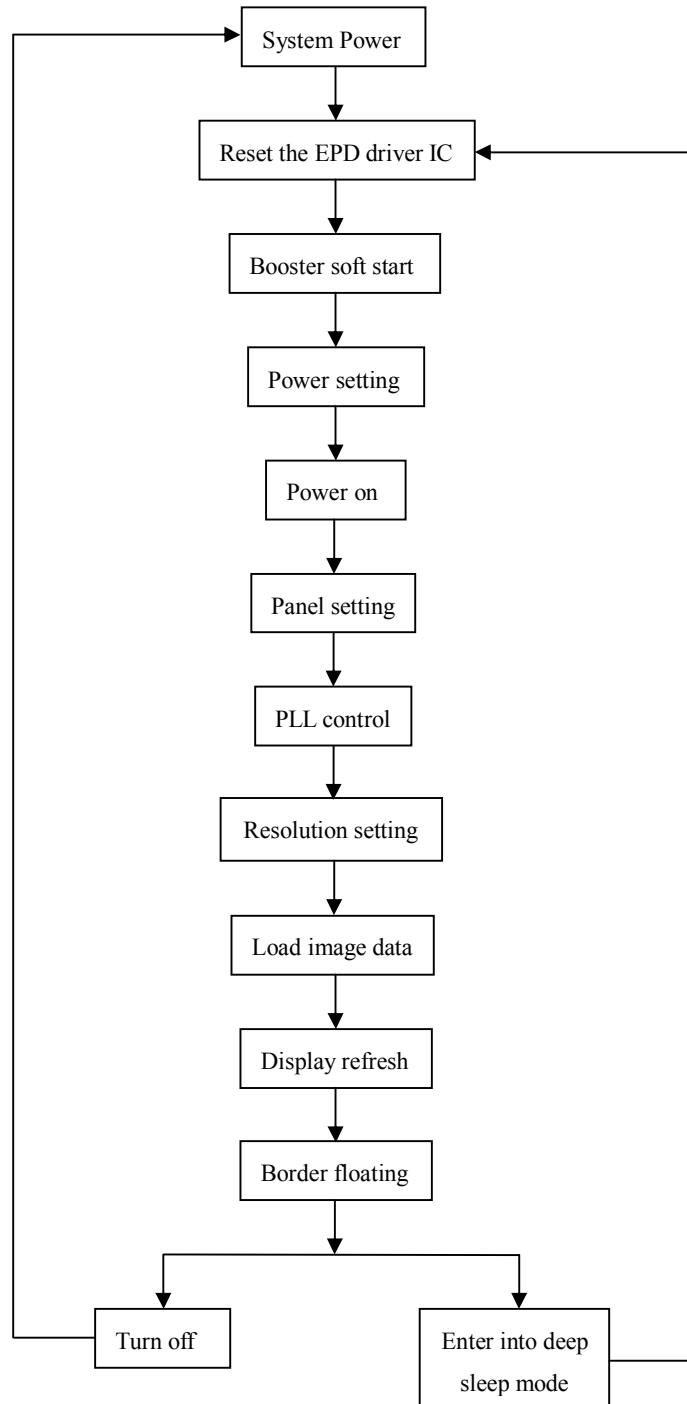 System Power
Reset the EPD driver IC
Booster soft start
Power setting
Power on
Panel setting
PLL control
Resolution setting
Load image data
Display refresh
Border floating
Turn off
Enter into deep
sleep mode